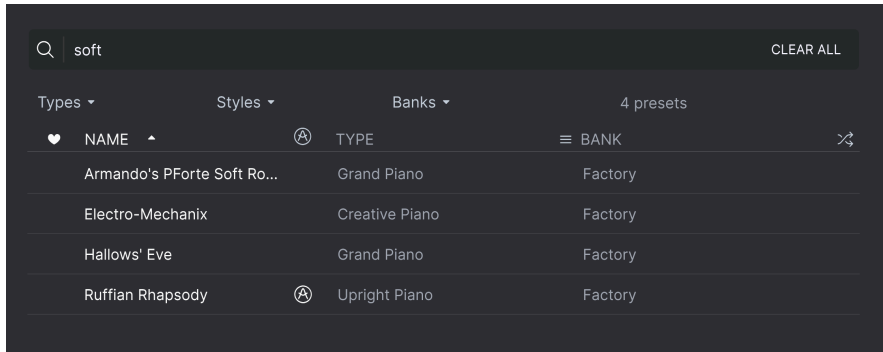 soft CLEAR ALL
Types Styles Banks 4 presets
NAME TYPE BANK
Armando's PForte Soft Ro... Grand Piano Factory
Electro-Mechanix Creative Piano Factory
Hallows' Eve Grand Piano Factory
Ruffian Rhapsody Upright Piano Factory